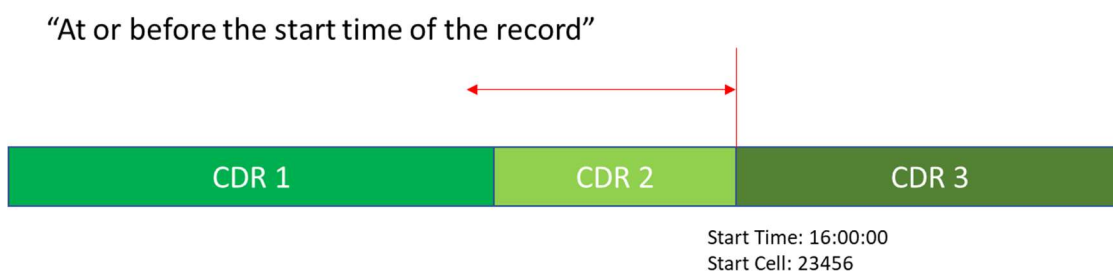 “At or before the start time of the record”
CDR 1
CDR 2
CDR 3
Start Time: 16:00:00
Start Cell: 23456